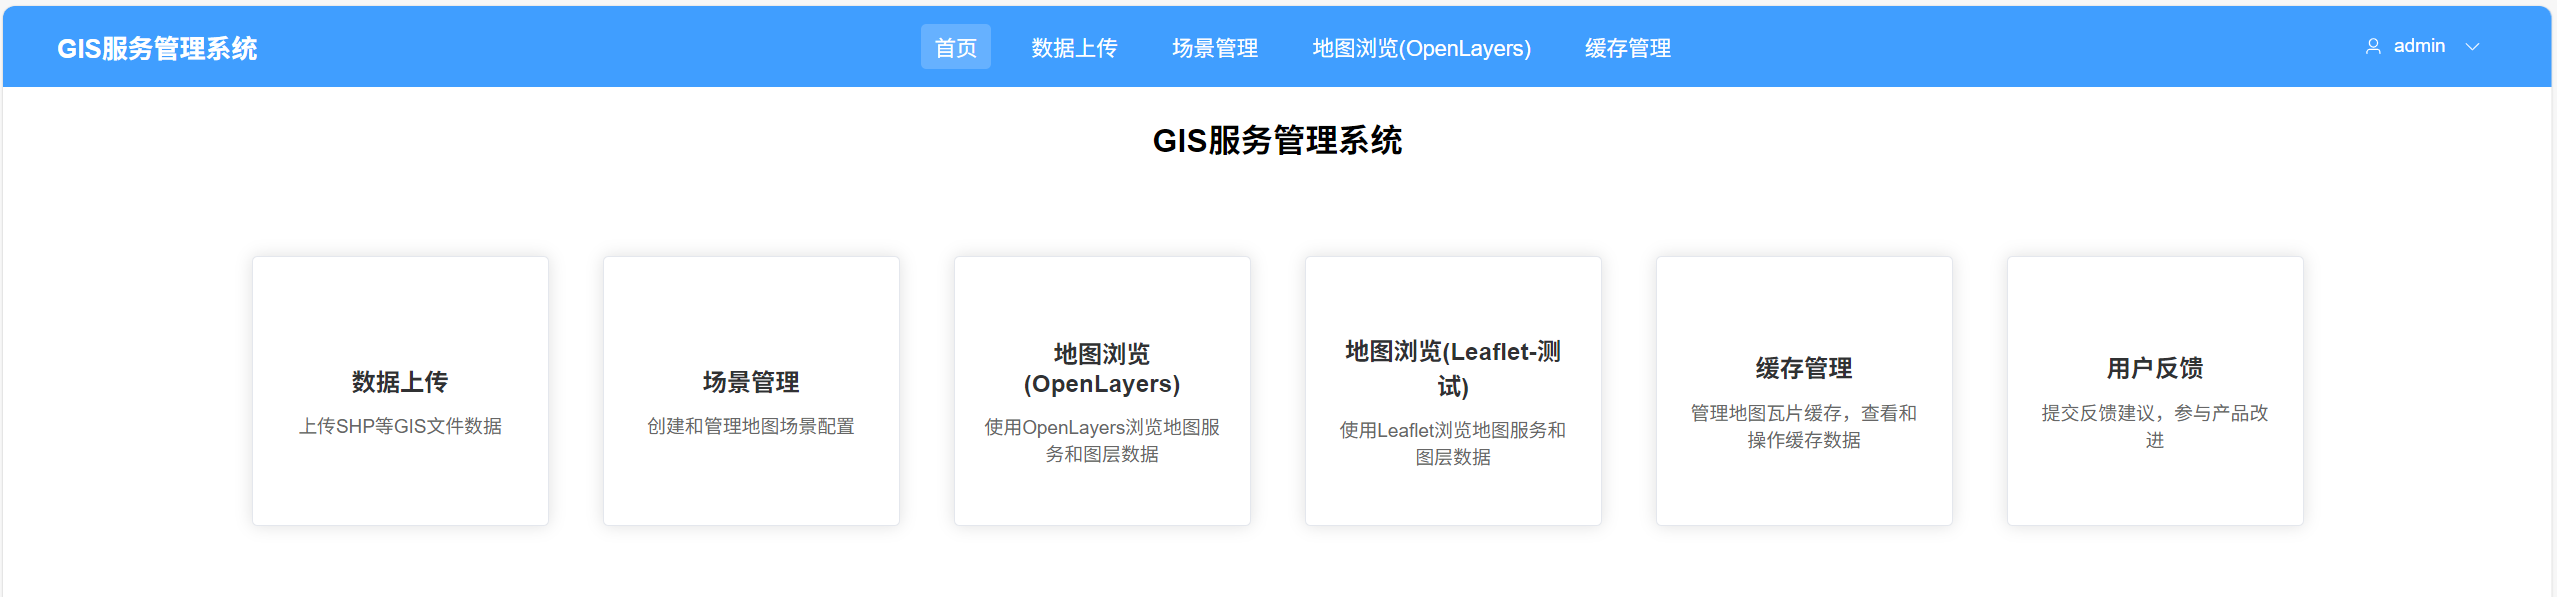 GIS服务管理系统
首页
数据上传
场景管理
地图浏览(OpenLayers)
缓存管理
admin
GIS服务管理系统
数据上传
上传SHP等GIS文件数据
场景管理
创建和管理地图场景配置
地图浏览
(OpenLayers)
使用OpenLayers浏览地图服
务和图层数据
地图浏览(Leaflet-测
试)
使用Leaflet浏览地图服务和
图层数据
缓存管理
管理地图瓦片缓存，查看和
操作缓存数据
用户反馈
提交反馈建议，参与产品改
进